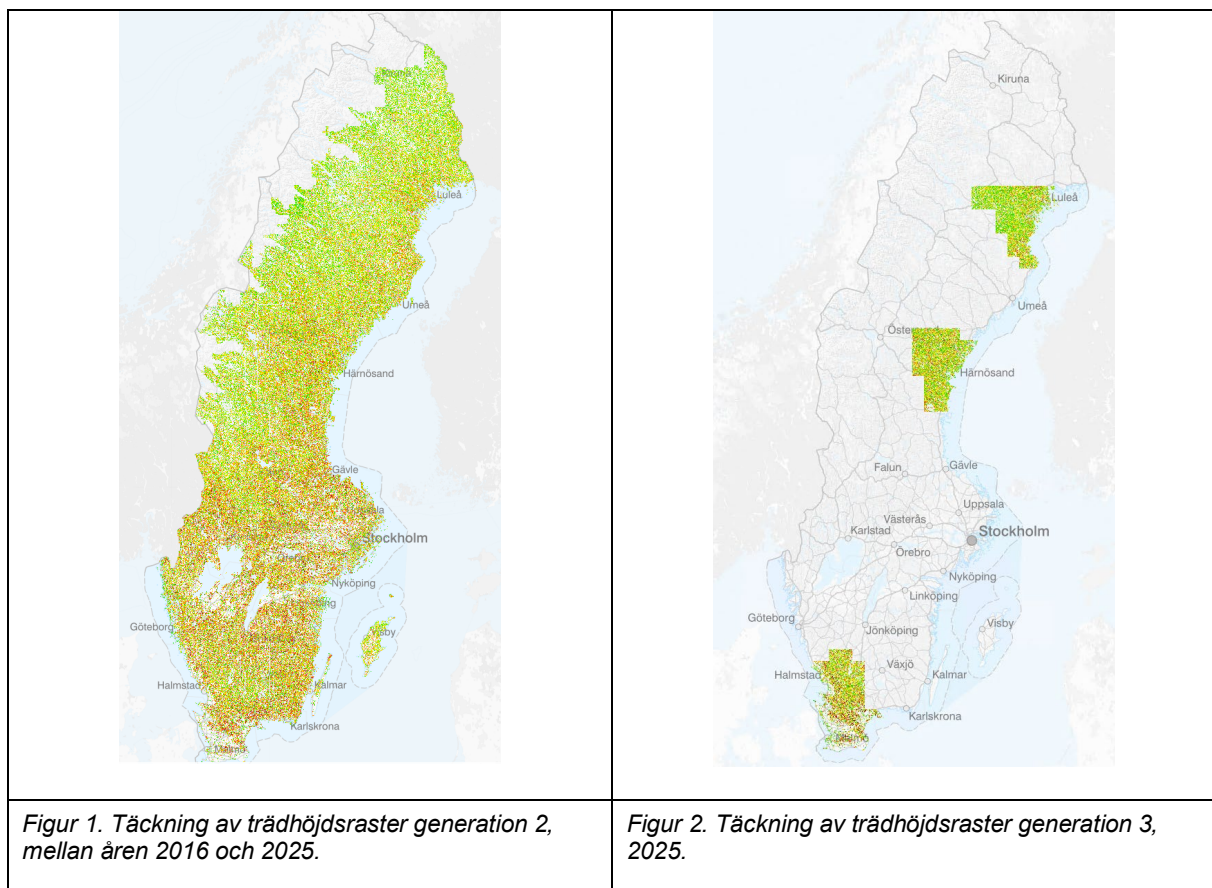 Kiruna
Luleå
Umeå
Härnösand
Gävle
Uppsala
Stockholm
Nyköping
Göteborg
Visby
Halmstad
Kalmar
Karlskrona
Malmö
Figur 1. Täckning av trädhöjdsraster generation 2,
mellan åren 2016 och 2025.
Kiruna
Luleå
Umeå
Östersund
Härnösand
Falun
Gävle
Uppsala
Västerås
Karlstad
Stockholm
Örebro
Nyköping
Linköping
Göteborg
Jönköping
Visby
Växjö
Halmstad
Kalmar
Karlskrona
Malmö
Figur 2. Täckning av trädhöjdsraster generation 3,
2025.